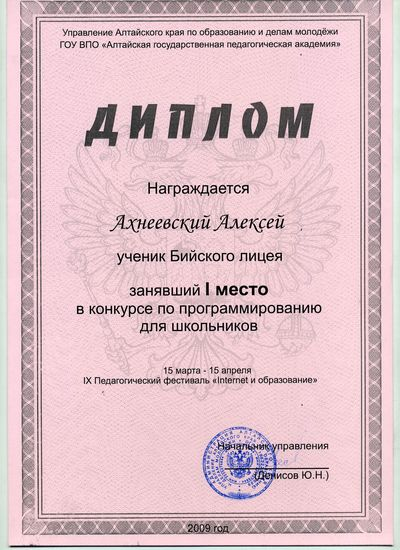 Управление Алтайского края по образованию и делам молодёжи
ГОУ ВПО «Алтайская государственная педагогическая академия»
ДИПЛОМ
Награждается
Ахнеевский Алексей
ученик Бийского лицея
занявший I место
в конкурсе по программированию
для школьников
15 марта - 15 апреля
IX Педагогический фестиваль «Internet и образование»
Начальник управления
(Денисов Ю.Н.)
2009 год